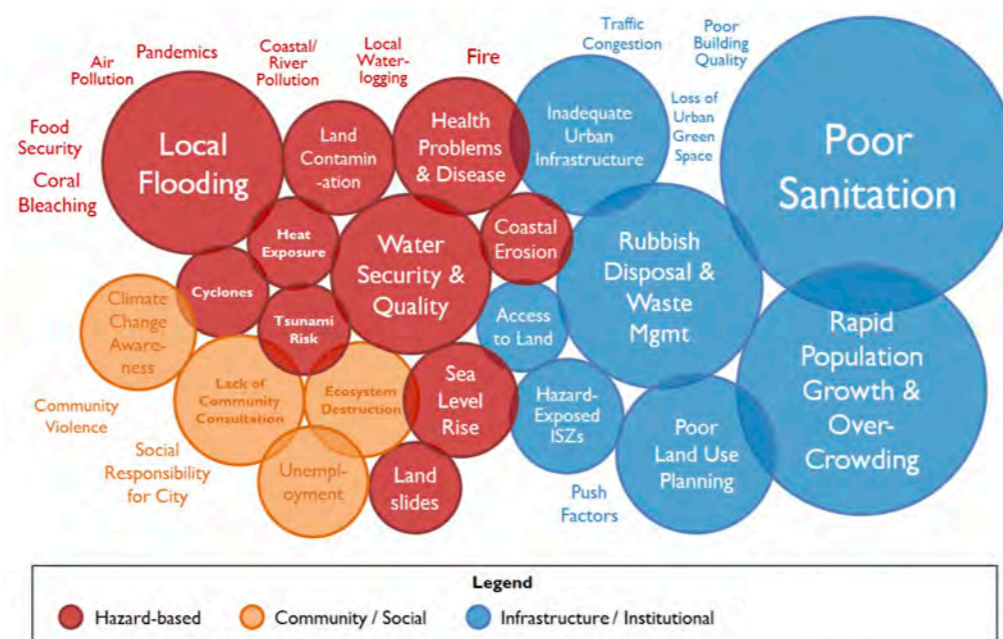 Air
Pollution
Pandemics
Coastal/
River
Pollution
Local
Water-
logging
Fire
Traffic
Congestion
Poor
Building
Quality
Food
Security
Coral
Bleaching
Local
Flooding
Land
Contamin
-ation
Health
Problems
& Disease
Inadequate
Urban
Infrastructure
Loss of
Urban
Green
Space
Poor
Sanitation
Heat
Exposure
Water
Security &
Quality
Coastal
Erosion
Rubbish
Disposal &
Waste
Mgmt
Cyclones
Tsunami
Risk
Access
to Land
Rapid
Population
Growth &
Over-
Crowding
Climate
Change
Aware-
ness
Lack of
Community
Consultation
Ecosystem
Destruction
Sea
Level
Rise
Hazard-
Exposed
ISZs
Poor
Land Use
Planning
Community
Violence
Social
Responsibility
for City
Unempl-
oyment
Land
slides
Push
Factors
Legend
Hazard-based
Community / Social
Infrastructure / Institutional